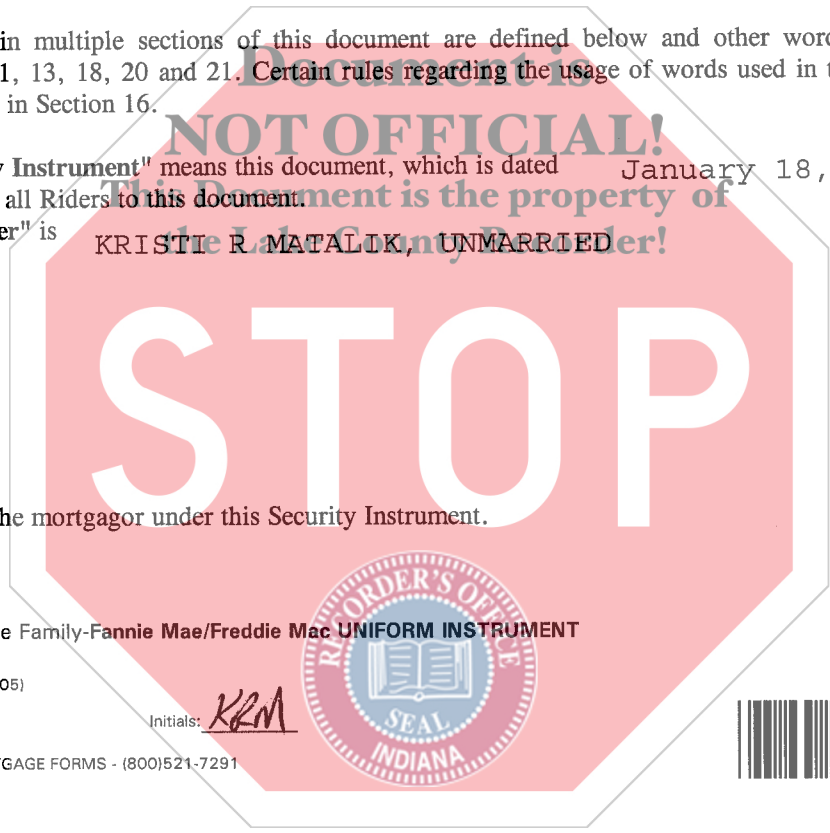 in multiple sections of this document are defined below and other
1, 13, 18, 20 and 21. Certain rules regarding the usage of words used in
in Section 16.
Document is
NOT OFFICIAL!
This Document is the property of
the Lake County Recorder!
Instrument" means this document, which is dated January 18,
all Riders to this document.
er" is
KRISTI R MATALIK, UNMARRIED
STOP
he mortgagor under this Security Instrument.
RECORDER'S OFFICE
SEAL
INDIANA
e Family-Fannie Mae/Freddie Mac UNIFORM INSTRUMENT
05)
Initials: KRM
GAGE FORMS - (800)521-7291